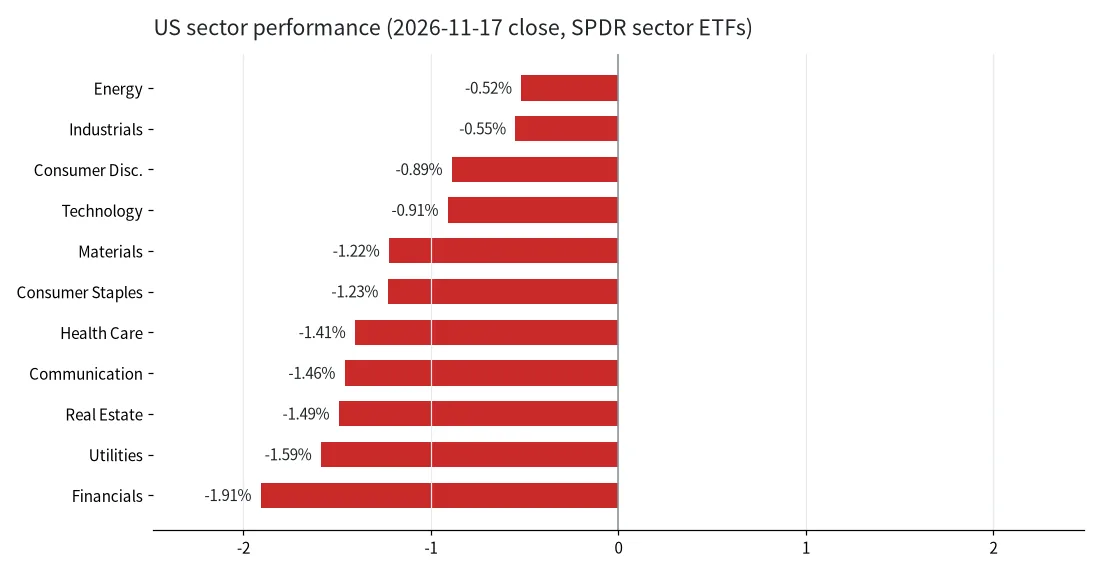 US sector performance (2026-11-17 close, SPDR sector ETFs)
Energy -0.52%
Industrials -0.55%
Consumer Disc. -0.89%
Technology -0.91%
Materials -1.22%
Consumer Staples -1.23%
Health Care -1.41%
Communication -1.46%
Real Estate -1.49%
Utilities -1.59%
Financials -1.91%
-2 -1 0 1 2